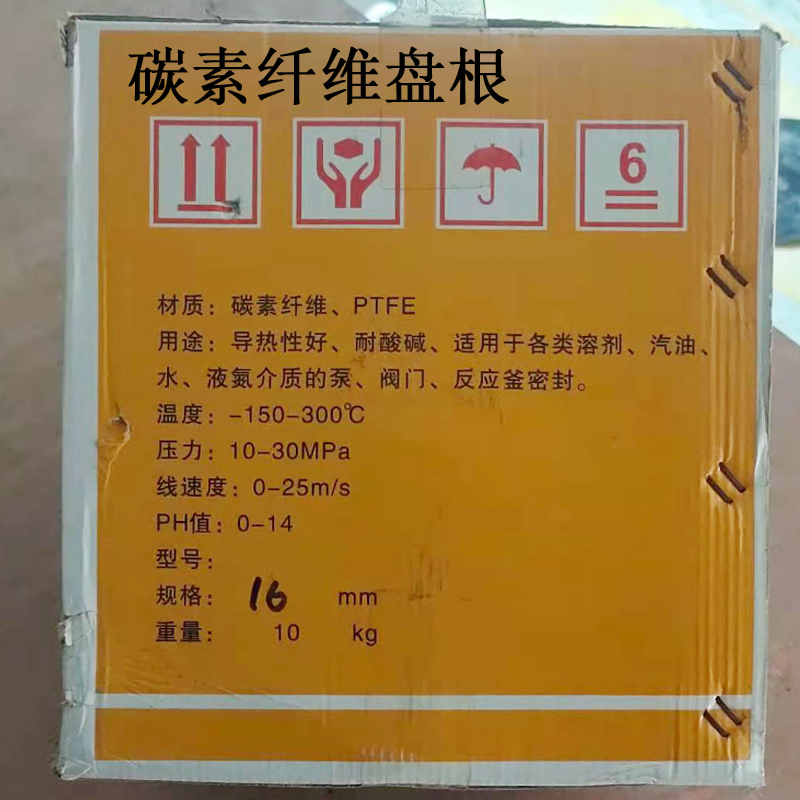 碳素纤维盘根
6
材质：碳素纤维、PTFE
用途：导热性好、耐酸碱、适用于各类溶剂、汽油、
水、液氮介质的泵、阀门、反应釜密封。
温度：-150-300℃
压力：10-30MPa
线速度：0-25m/s
PH值：0-14
型号：
规格： 16 mm
重量： 10 kg